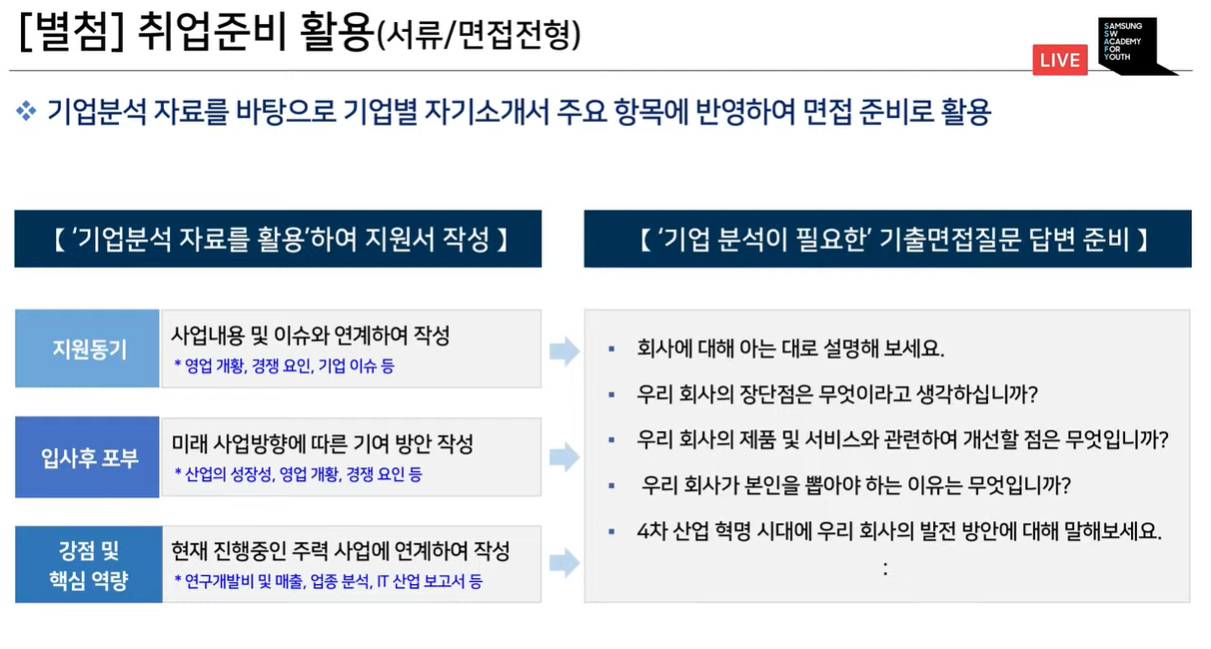 [별첨] 취업준비 활용(서류/면접전형)
LIVE
SAMSUNG
SW
ACADEMY
FOR
YOUTH
❖ 기업분석 자료를 바탕으로 기업별 자기소개서 주요 항목에 반영하여 면접 준비로 활용
【 ‘기업분석 자료를 활용’하여 지원서 작성 】
지원동기
사업내용 및 이슈와 연계하여 작성
* 영업 개황, 경쟁 요인, 기업 이슈 등
입사후 포부
미래 사업방향에 따른 기여 방안 작성
* 산업의 성장성, 영업 개황, 경쟁 요인 등
강점 및
핵심 역량
현재 진행중인 주력 사업에 연계하여 작성
* 연구개발비 및 매출, 업종 분석, IT 산업 보고서 등
【 ‘기업 분석이 필요한’ 기출면접질문 답변 준비 】
▪ 회사에 대해 아는 대로 설명해 보세요.
▪ 우리 회사의 장단점은 무엇이라고 생각하십니까?
▪ 우리 회사의 제품 및 서비스와 관련하여 개선할 점은 무엇입니까?
▪ 우리 회사가 본인을 뽑아야 하는 이유는 무엇입니까?
▪ 4차 산업 혁명 시대에 우리 회사의 발전 방안에 대해 말해보세요.
: